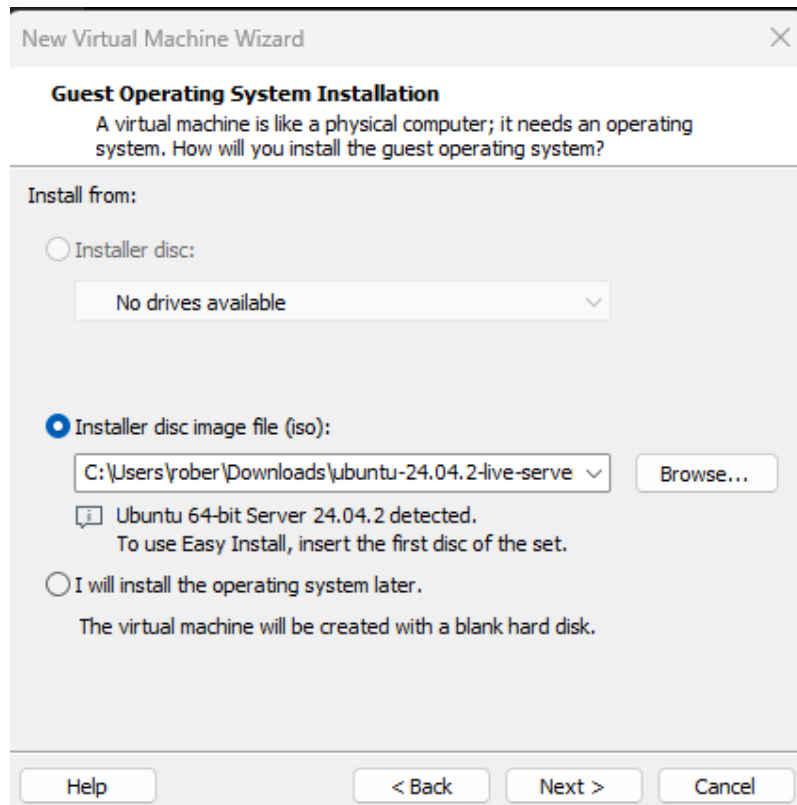 New Virtual Machine Wizard
Guest Operating System Installation
A virtual machine is like a physical computer; it needs an operating
system. How will you install the guest operating system?
Install from:
Installer disc:
No drives available
Installer disc image file (iso):
C:\Users\rober\Downloads\ubuntu-24.04.2-live-serve
Browse...
Ubuntu 64-bit Server 24.04.2 detected.
To use Easy Install, insert the first disc of the set.
I will install the operating system later.
The virtual machine will be created with a blank hard disk.
Help
< Back
Next >
Cancel